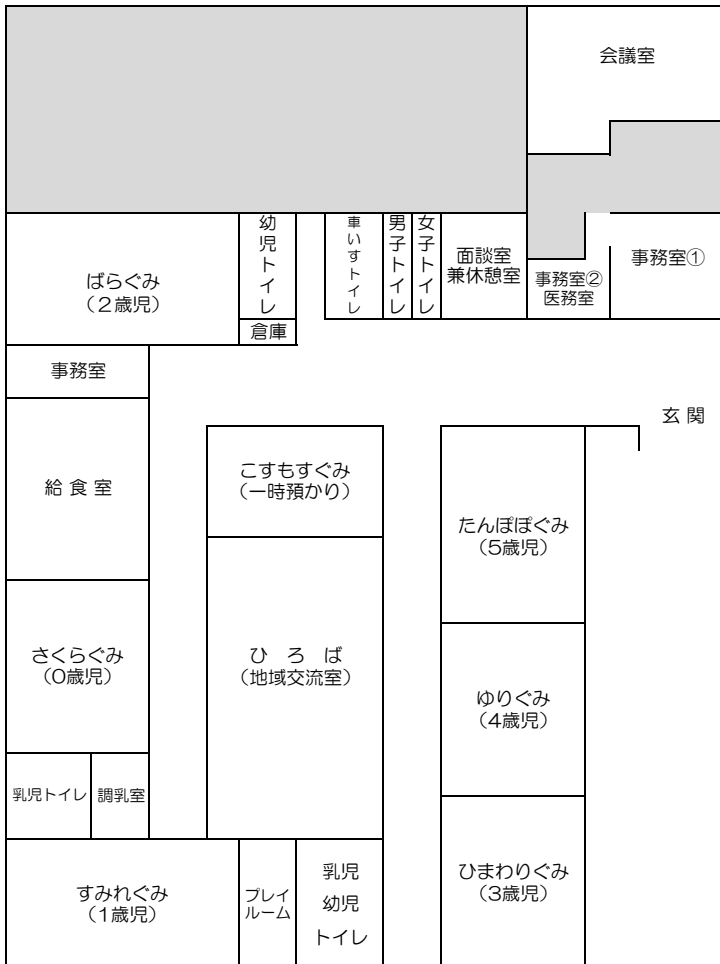 会議室
幼児トイレ
車いすトイレ
男子トイレ
女子トイレ
面談室
兼休憩室
事務室②
医務室
事務室①
ばらぐみ
(2歳児)
倉庫
事務室
玄関
給食室
こすもすぐみ
(一時預かり)
たんぽぽぐみ
(5歳児)
さくらぐみ
(0歳児)
ひろば
(地域交流室)
ゆりぐみ
(4歳児)
乳児トイレ
調乳室
すみれぐみ
(1歳児)
プレイ
ルーム
乳児
幼児
トイレ
ひまわりぐみ
(3歳児)